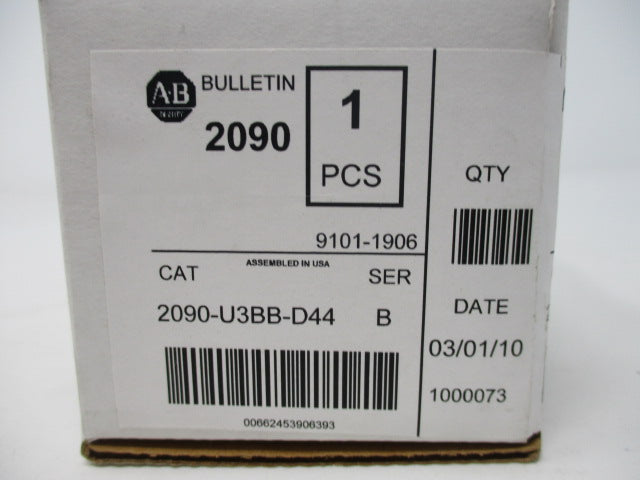 A·B
QUALITY
BULLETIN
2090
1
PCS
9101-1906
QTY
ASSEMBLED IN USA
CAT
SER
2090-U3BB-D44
B
00662453906393
DATE
03/01/10
1000073